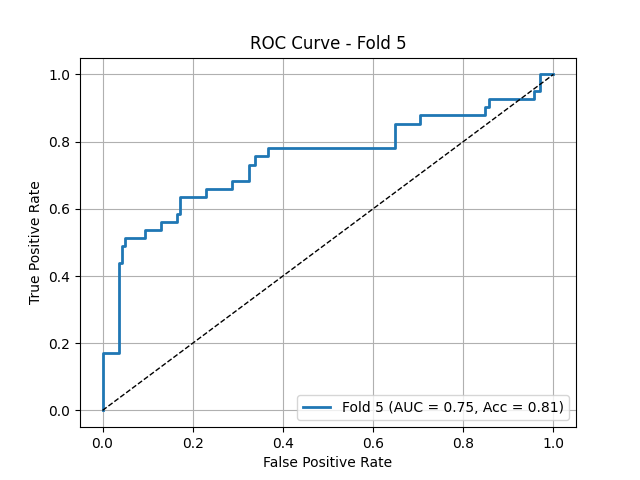 ROC Curve - Fold 5
1.0
0.8
0.6
0.4
0.2
0.0
True Positive Rate
Fold 5 (AUC = 0.75, Acc = 0.81)
0.0 0.2 0.4 0.6 0.8 1.0
False Positive Rate